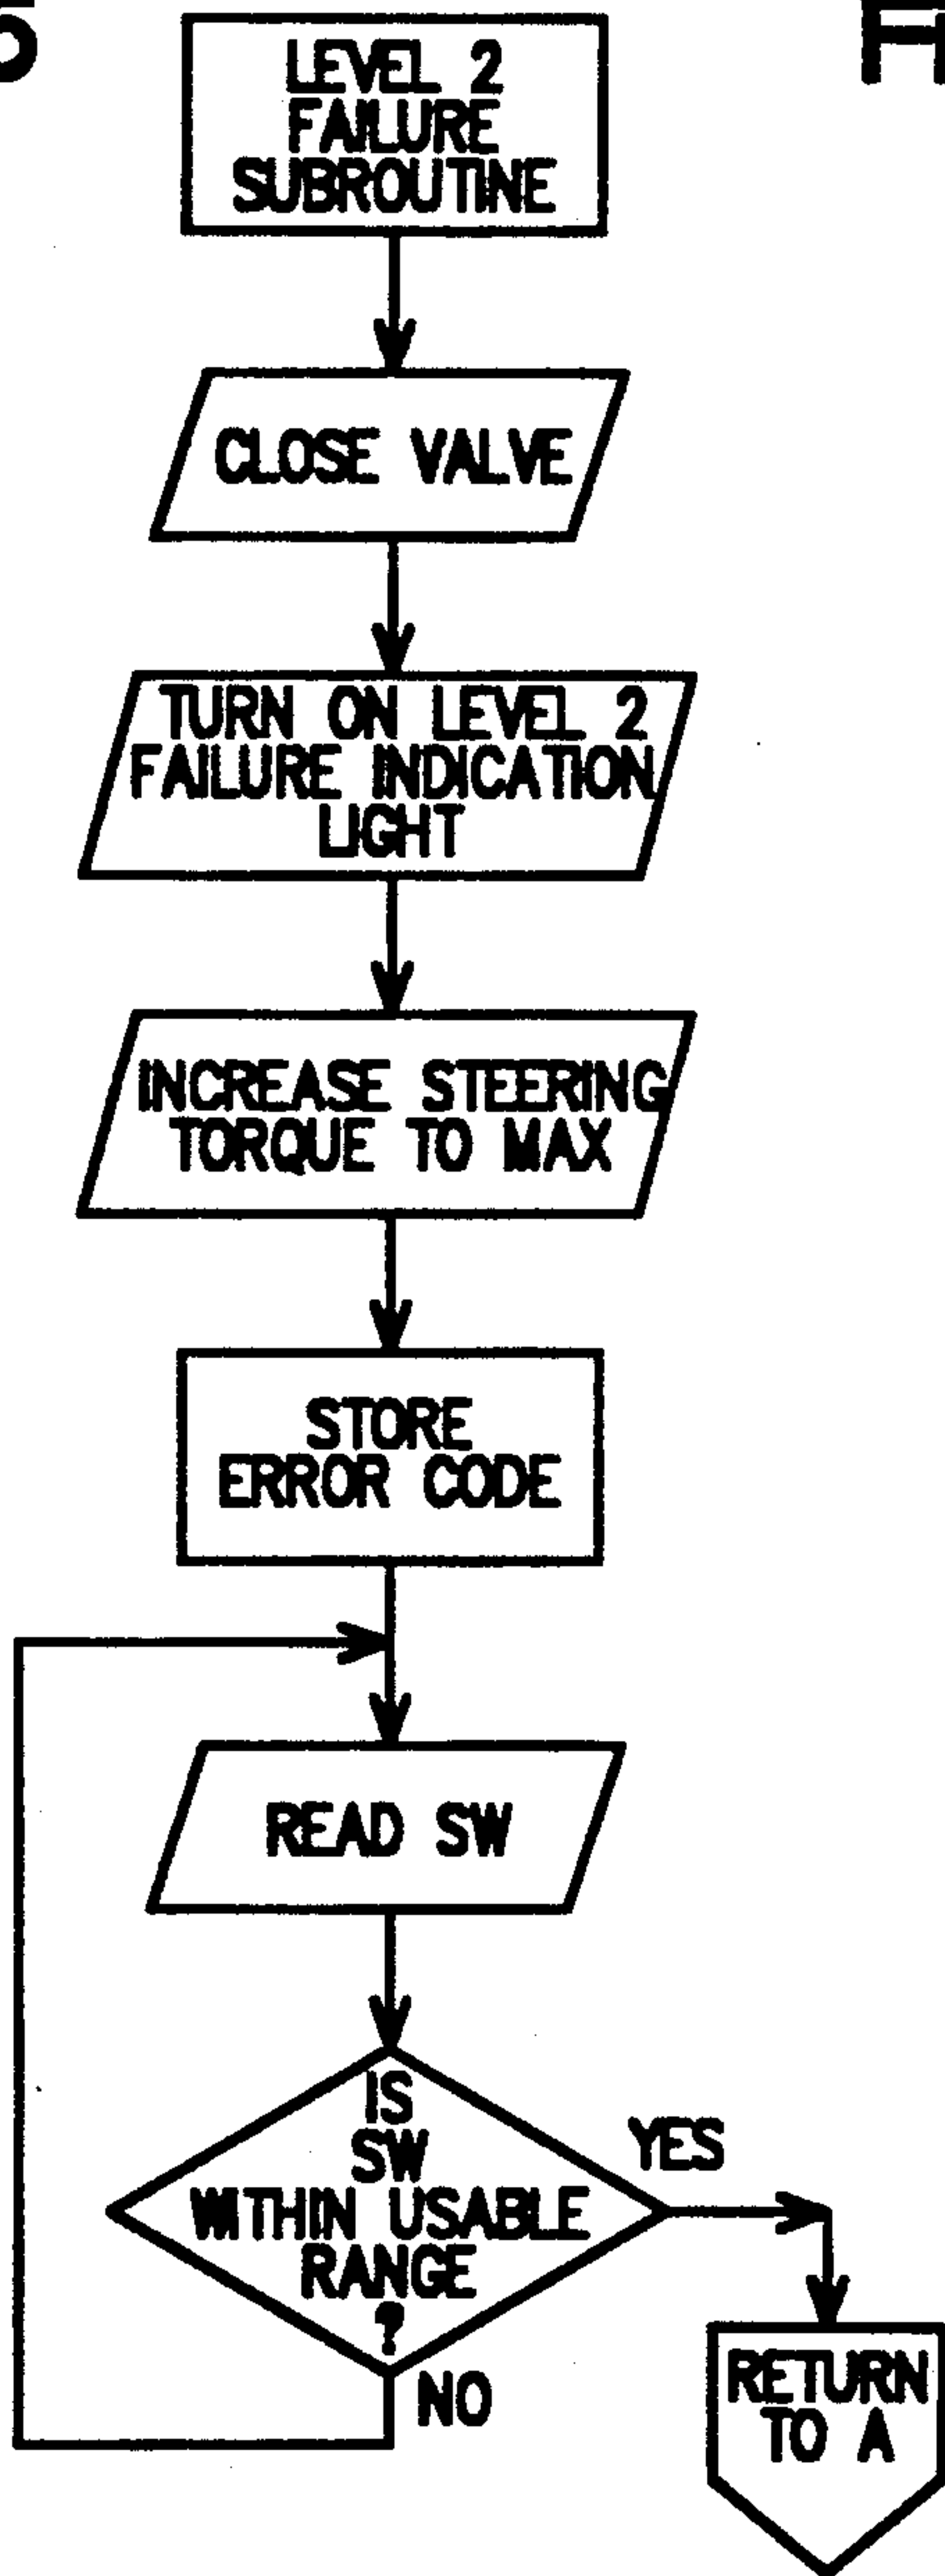 LEVEL 2
FAILURE
SUBROUTINE
CLOSE VALVE
TURN ON LEVEL 2
FAILURE INDICATION
LIGHT
INCREASE STEERING
TORQUE TO MAX
STORE
ERROR CODE
READ SW
IS
SW
WITHIN USABLE
RANGE
?
YES
NO
RETURN
TO A